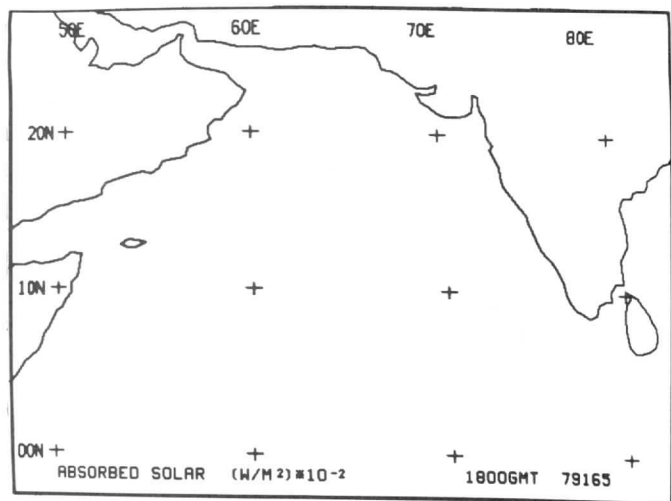 50E 60E 70E 80E
20N
10N
00N
ABSORBED SOLAR (W/M²)*10⁻² 1800GMT 79165